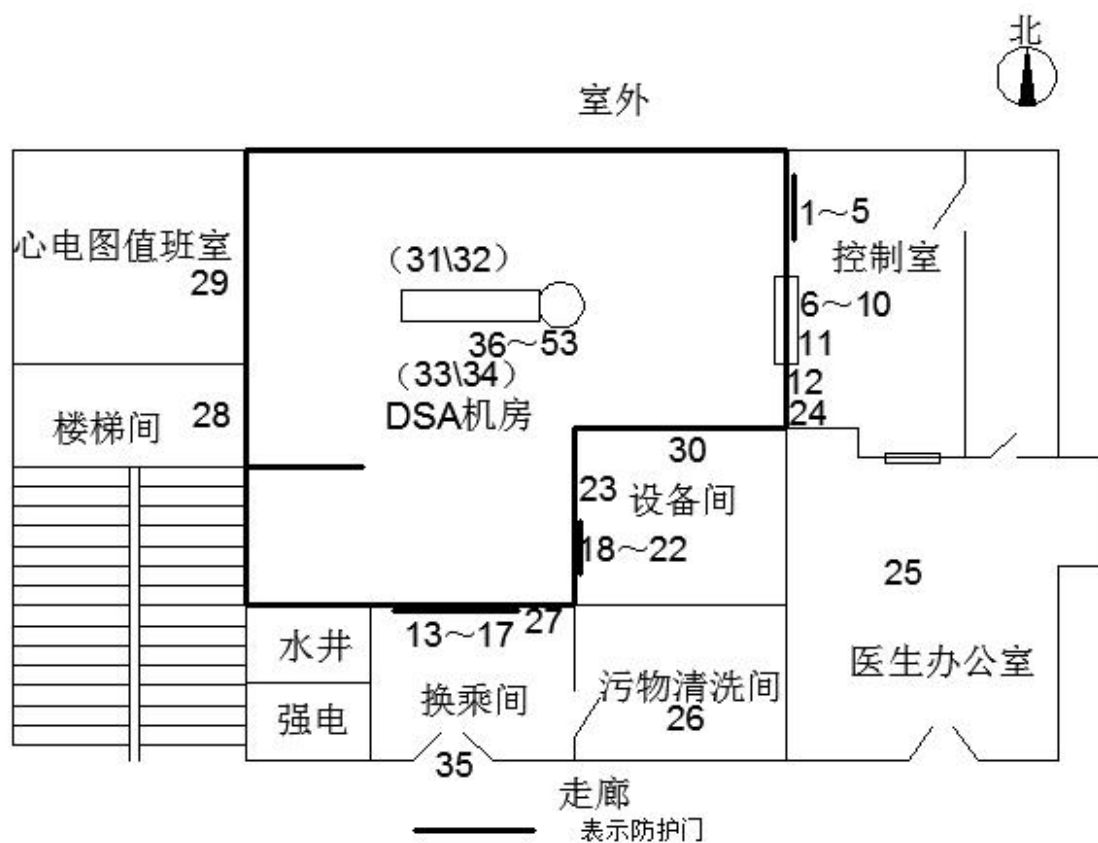 北
室外
心电图值班室
29
（31\32）
36～53
（33\34）
DSA机房
1～5
控制室
6～10
11
12
24
楼梯间
28
30
23
设备间
18～22
25
医生办公室
水井
强电
13～17
27
换乘间
污物清洗间
26
35
走廊
表示防护门